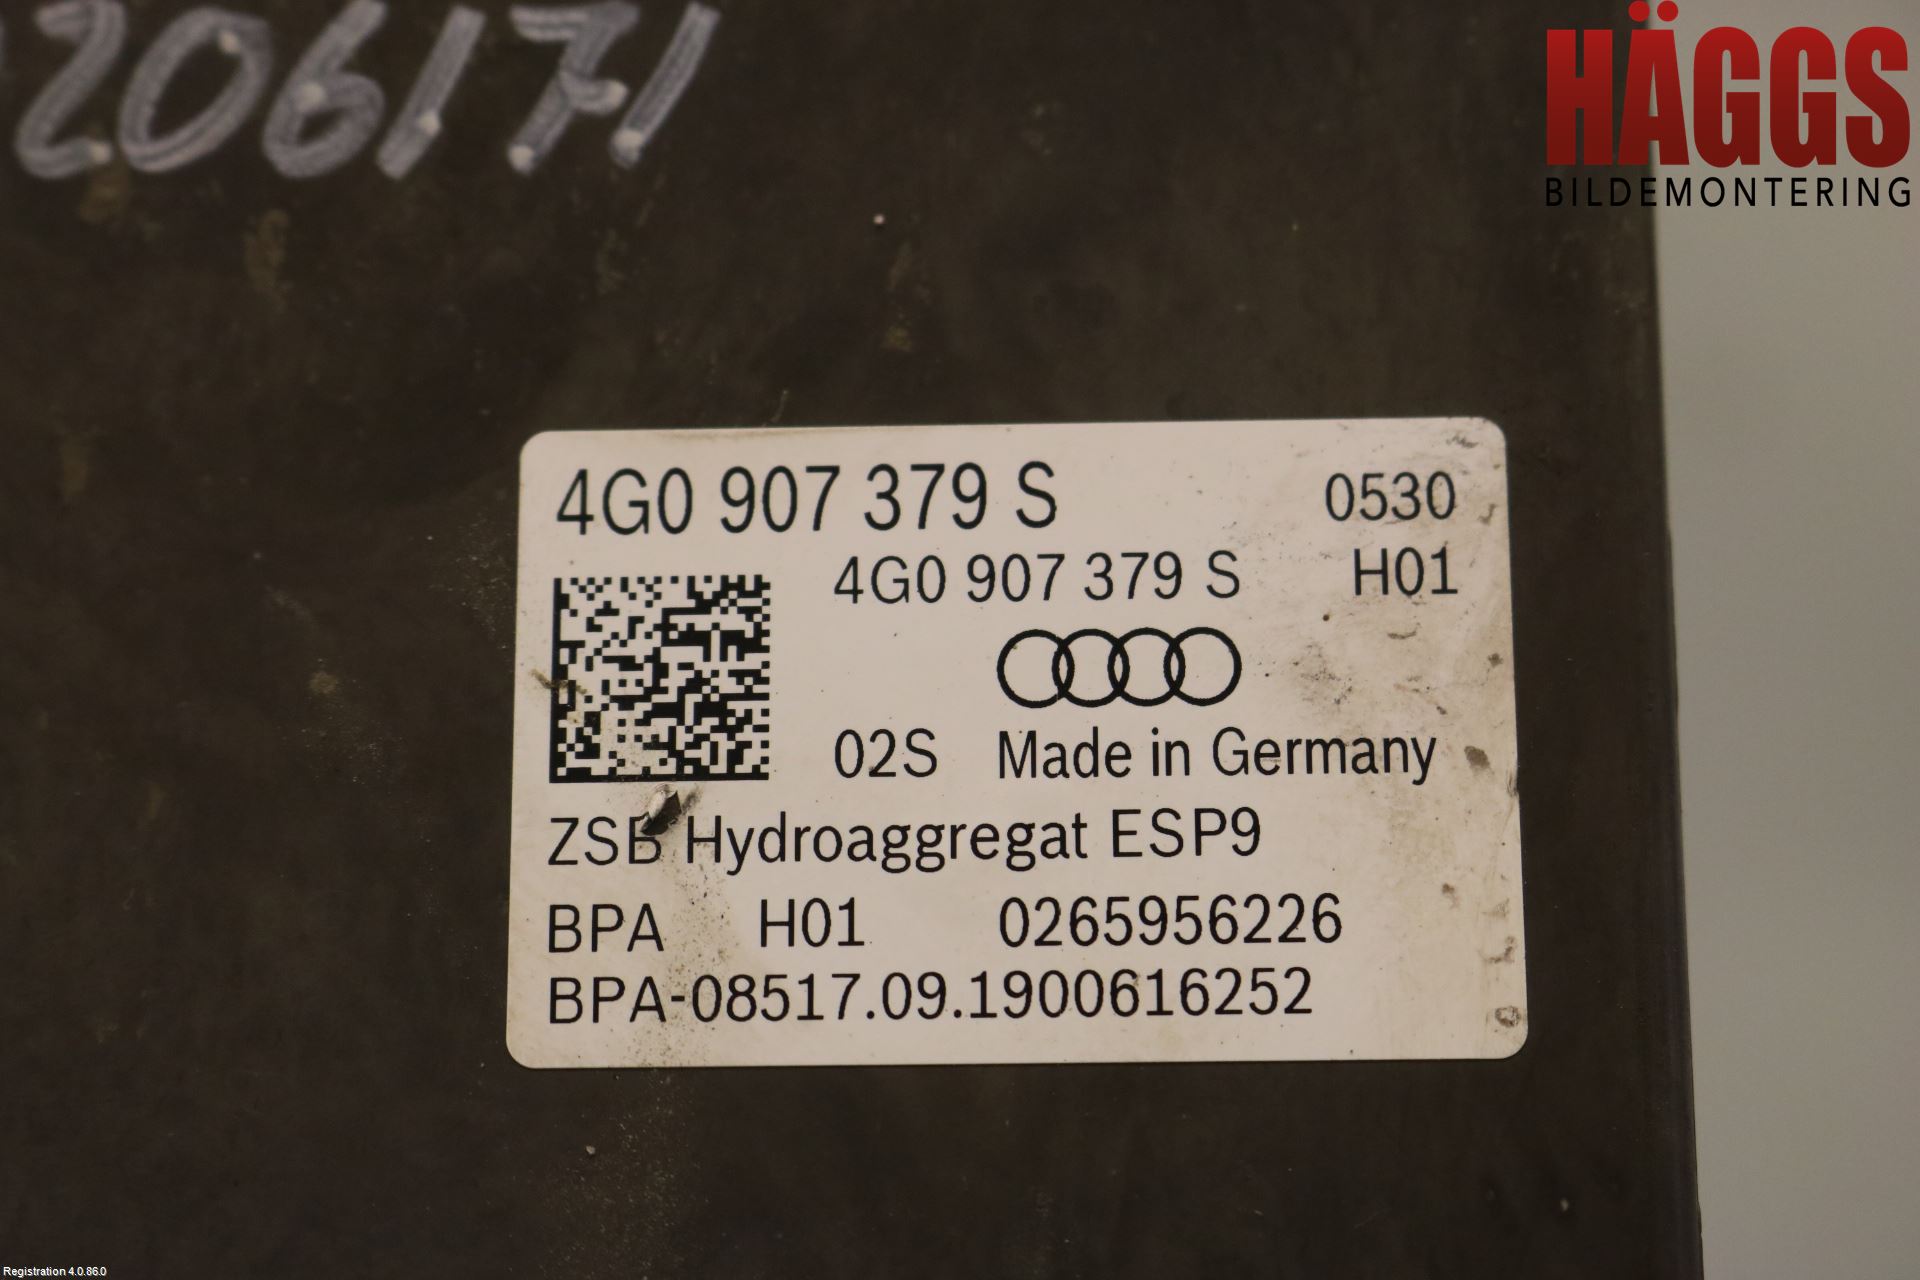 206171
HÄGGS
BILDEMONTERING
4G0 907 379 S 0530
4G0 907 379 S H01
02S Made in Germany
ZSB Hydroaggregat ESP9
BPA H01 0265956226
BPA-08517.09.1900616252
Registration 4.0.86.0